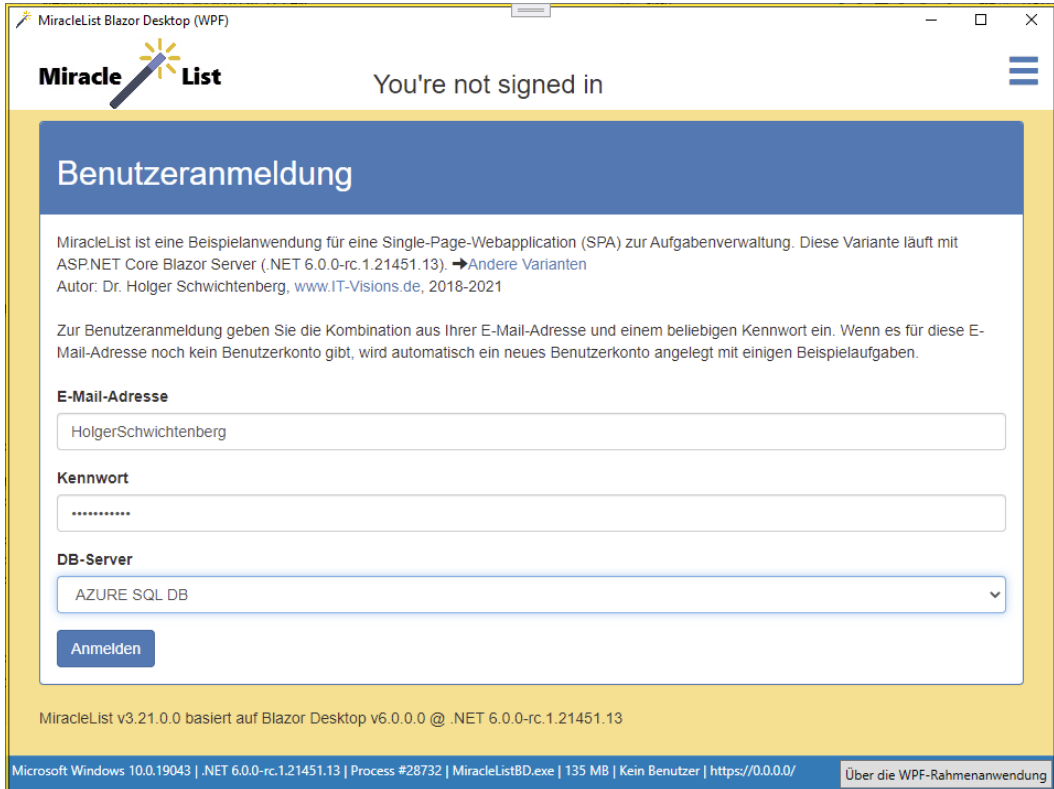 MiracleList Blazor Desktop (WPF)
Miracle List
You're not signed in
Benutzeranmeldung
MiracleList ist eine Beispielanwendung für eine Single-Page-Webapplication (SPA) zur Aufgabenverwaltung. Diese Variante läuft mit
ASP.NET Core Blazor Server (.NET 6.0.0-rc.1.21451.13). ➔Andere Varianten
Autor: Dr. Holger Schwichtenberg, www.IT-Visions.de, 2018-2021
Zur Benutzeranmeldung geben Sie die Kombination aus Ihrer E-Mail-Adresse und einem beliebigen Kennwort ein. Wenn es für diese E-
Mail-Adresse noch kein Benutzerkonto gibt, wird automatisch ein neues Benutzerkonto angelegt mit einigen Beispielaufgaben.
E-Mail-Adresse
HolgerSchwichtenberg
Kennwort
•••••••••••
DB-Server
AZURE SQL DB
Anmelden
MiracleList v3.21.0.0 basiert auf Blazor Desktop v6.0.0.0 @ .NET 6.0.0-rc.1.21451.13
Microsoft Windows 10.0.19043 | .NET 6.0.0-rc.1.21451.13 | Process #28732 | MiracleListBD.exe | 135 MB | Kein Benutzer | https://0.0.0.0/
Über die WPF-Rahmenanwendung